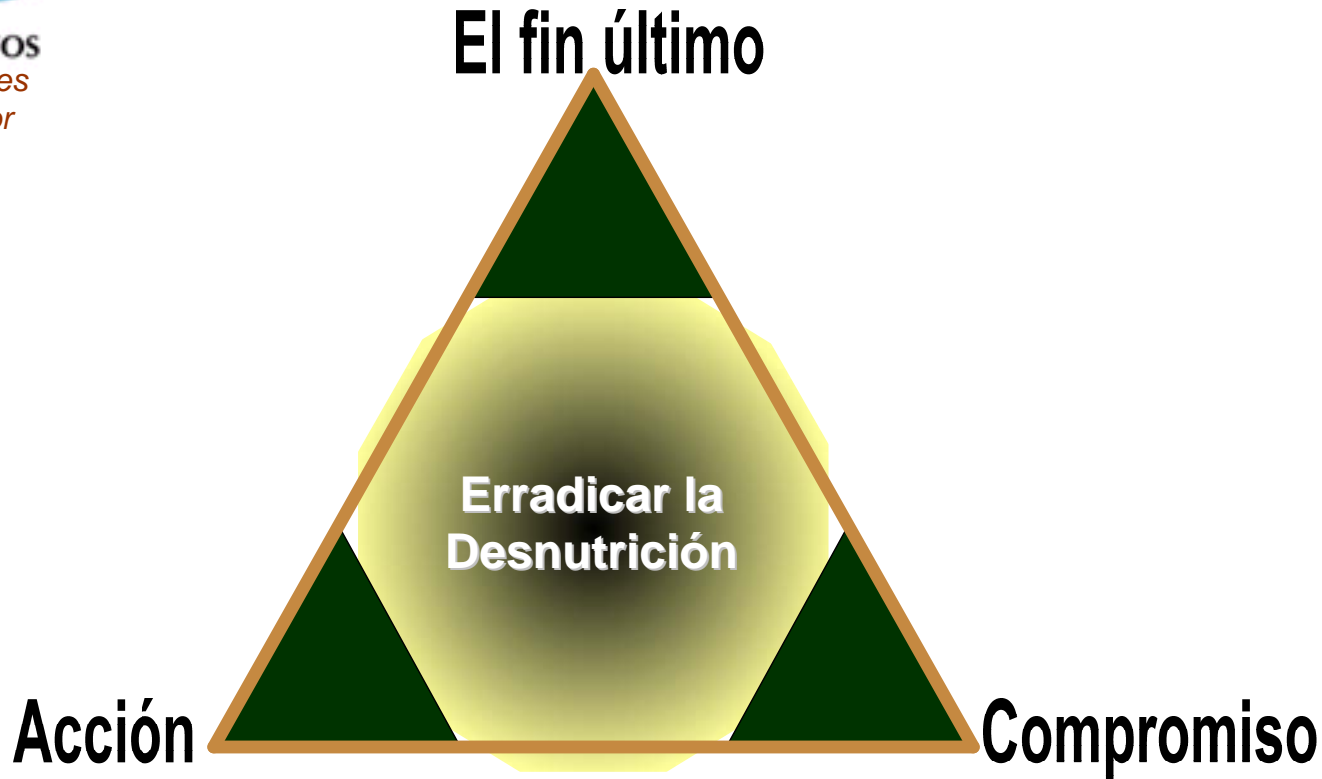 El fin último
Erradicar la
Desnutrición
Acción
Compromiso